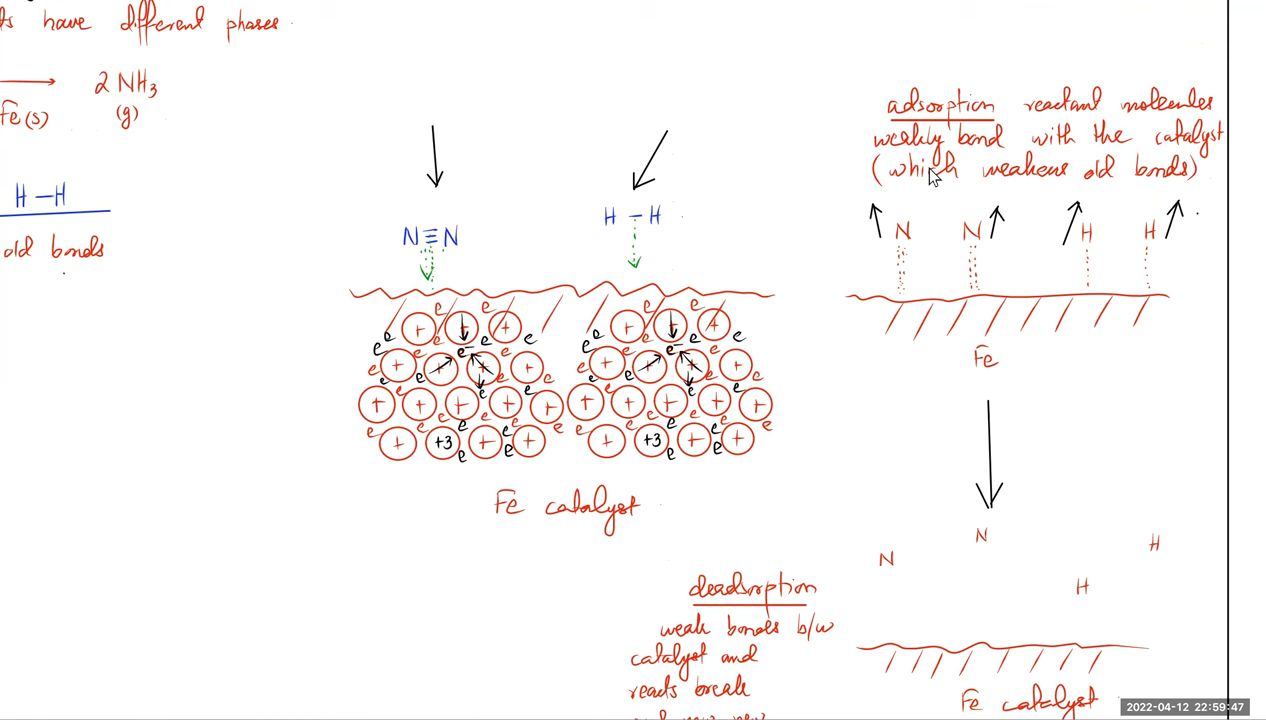 ts have different phases
2 NH3
Fe(s)
(g)
H—H
old bonds
N≡N
H—H
e e e e
+ + + + + +
e e e e e e e e
e- e-
+ + + + + + + +
e e e e e e
+ + + + + + + + + +
e e e e e e e e
+ +3 + + + +3 + +
e e e e
Fe catalyst
adsorption reactant molecules
weakly bond with the catalyst
(which weakens old bonds)
N N H H
Fe
N N H H
deadsorption
weak bonds b/w
catalyst and
reacts break
Fe catalyst
2022-04-12 22:59:47